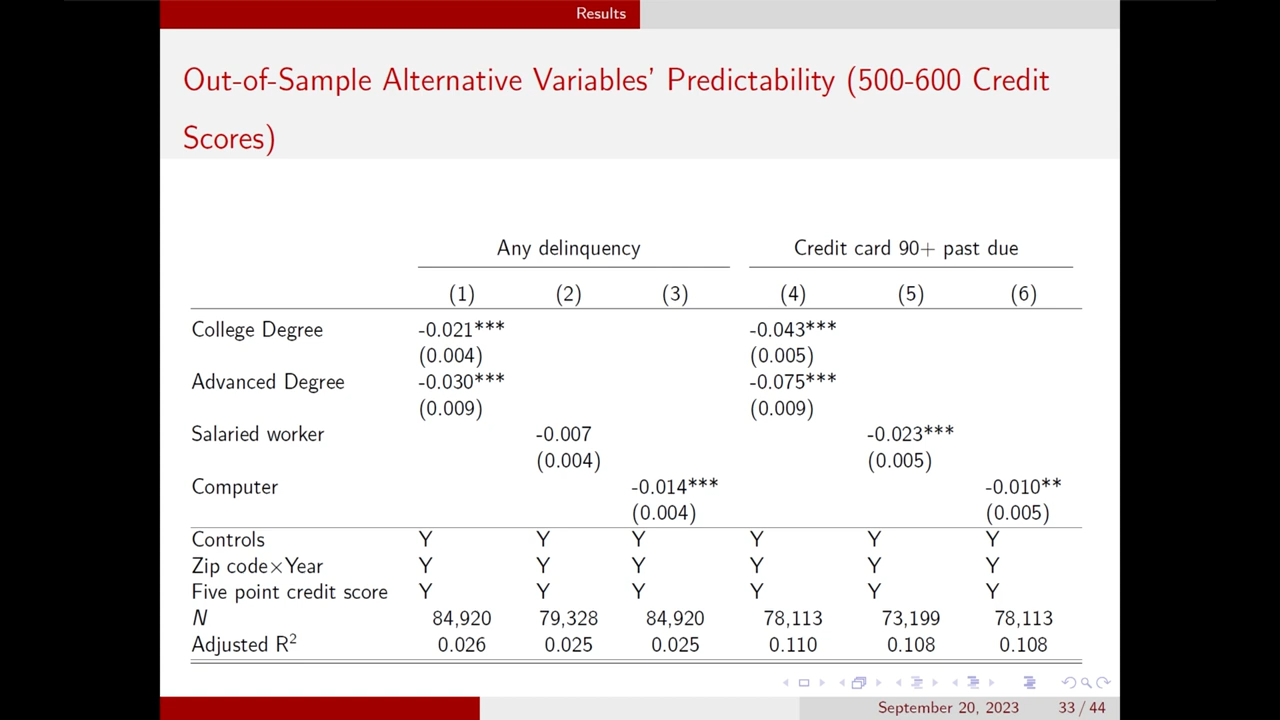 Results
Out-of-Sample Alternative Variables' Predictability (500-600 Credit
Scores)
Any delinquency Credit card 90+ past due
(1) (2) (3) (4) (5) (6)
College Degree -0.021*** -0.043***
(0.004) (0.005)
Advanced Degree -0.030*** -0.075***
(0.009) (0.009)
Salaried worker -0.007 -0.023***
(0.004) (0.005)
Computer -0.014*** -0.010**
(0.004) (0.005)
Controls Y Y Y Y Y Y
Zip code×Year Y Y Y Y Y Y
Five point credit score Y Y Y Y Y Y
N 84,920 79,328 84,920 78,113 73,199 78,113
Adjusted R² 0.026 0.025 0.025 0.110 0.108 0.108
September 20, 2023 33 / 44